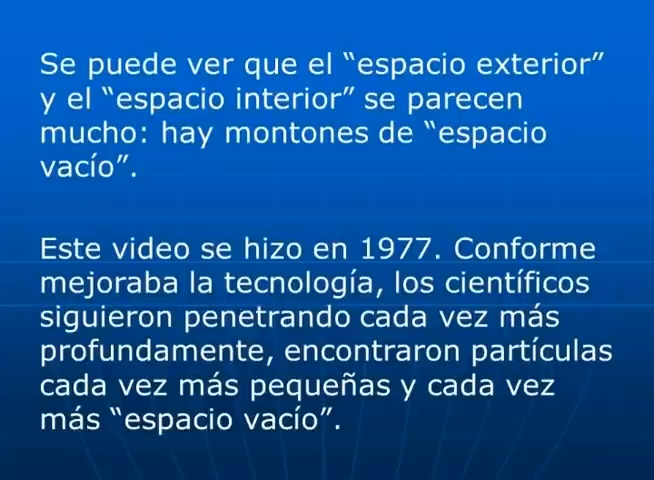 Se puede ver que el “espacio exterior”
y el “espacio interior” se parecen
mucho: hay montones de “espacio
vacío”.
Este video se hizo en 1977. Conforme
mejoraba la tecnología, los científicos
siguieron penetrando cada vez más
profundamente, encontraron partículas
cada vez más pequeñas y cada vez
más “espacio vacío”.